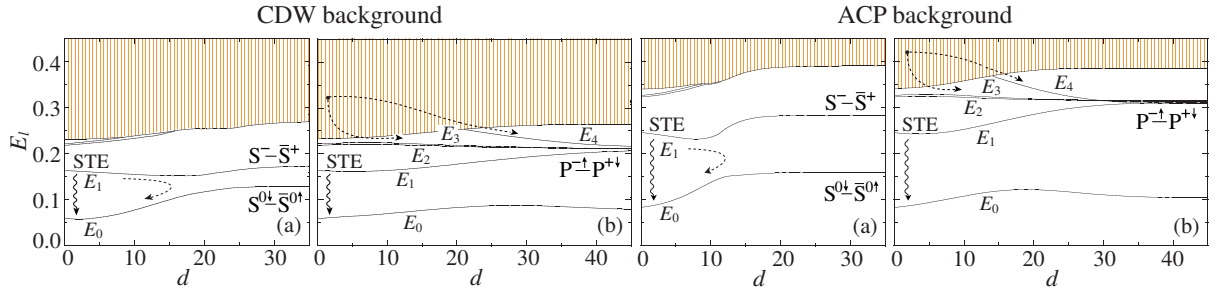 CDW background
ACP background
E_l
0.4
0.3
0.2
0.1
0.0
STE
E_1
E_0
S⁻–S̄⁺
S⁰↓–S̄⁰↑
(a)
0 10 20 30
d
STE
E_3
E_2
E_4
E_1
P⁻↑–P⁺↓
E_0
(b)
0 10 20 30 40
d
STE
E_1
E_0
S⁻–S̄⁺
S⁰↓–S̄⁰↑
(a)
0 10 20 30
d
STE
E_3
E_4
E_2
E_1
P⁻↑–P⁺↓
E_0
(b)
0 10 20 30 40
d